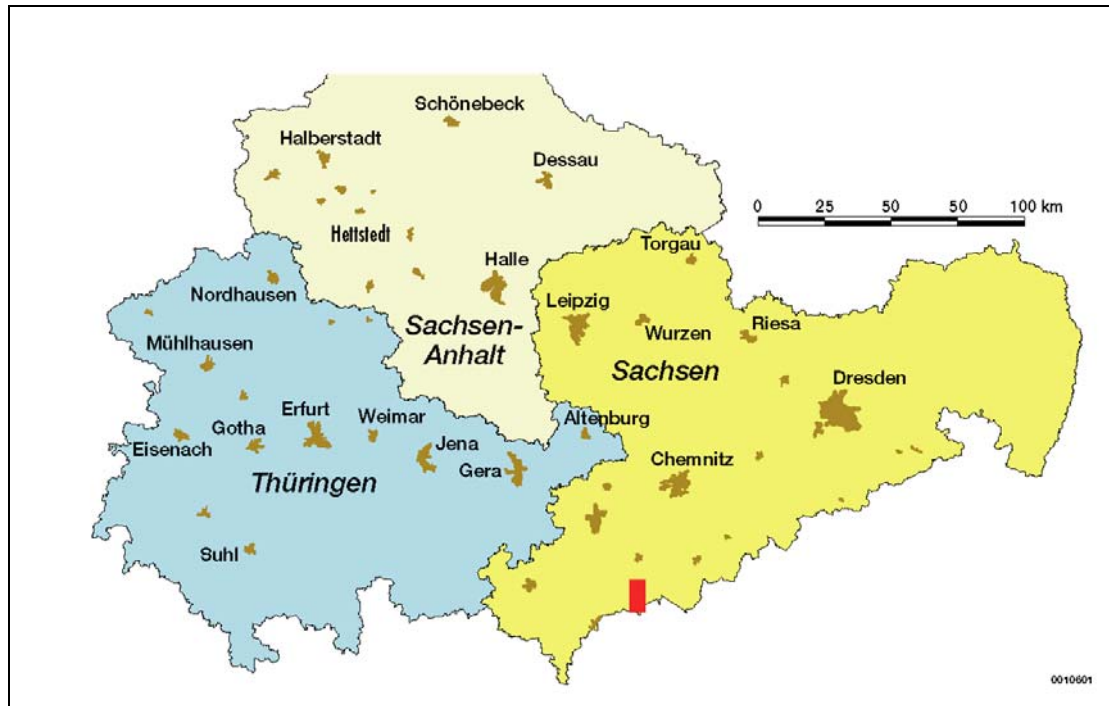 Schönebeck
Halberstadt
Dessau
0 25 50 50 75 100 km
Hettstedt
Torgau
Halle
Nordhausen
Leipzig
Wurzen
Riesa
Sachsen-
Anhalt
Mühlhausen
Sachsen
Dresden
Erfurt
Weimar
Altenburg
Gotha
Eisenach
Jena
Gera
Chemnitz
Thüringen
Suhl
0010601